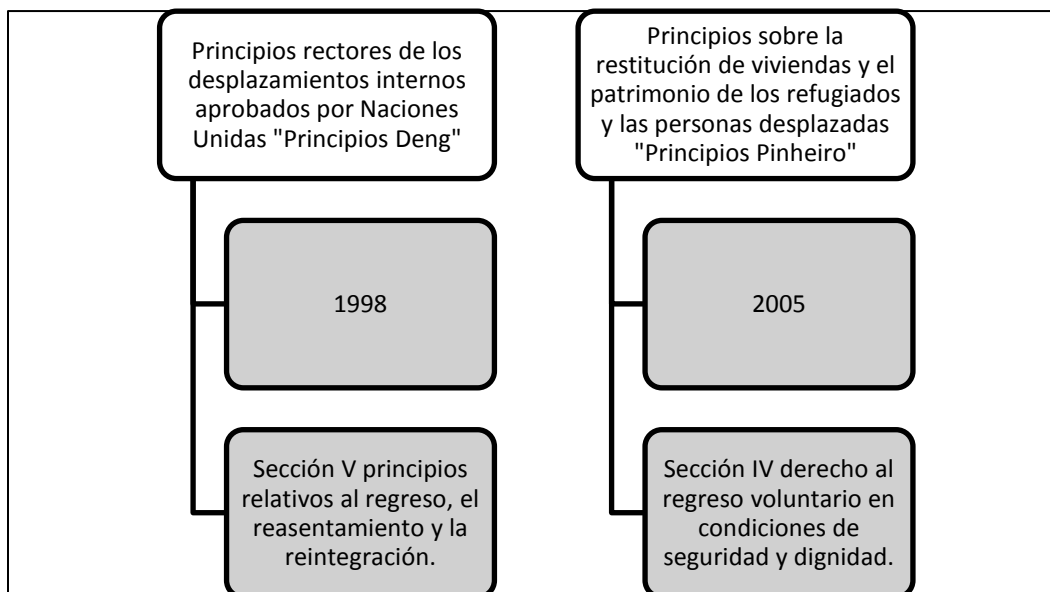 Principios rectores de los
desplazamientos internos
aprobados por Naciones
Unidas "Principios Deng"
1998
Sección V principios
relativos al regreso, el
reasentamiento y la
reintegración.
Principios sobre la
restitución de viviendas y el
patrimonio de los refugiados
y las personas desplazadas
"Principios Pinheiro"
2005
Sección IV derecho al
regreso voluntario en
condiciones de
seguridad y dignidad.